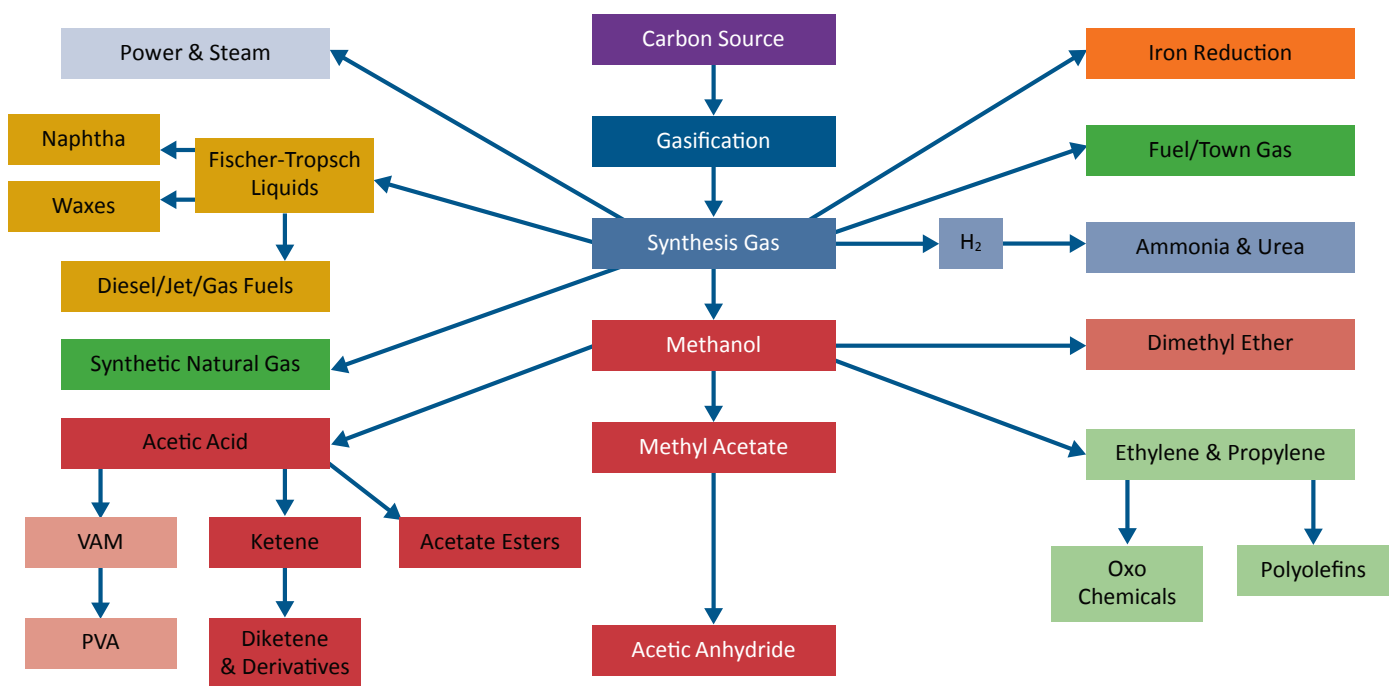 Carbon Source
Power & Steam
Iron Reduction
Naphtha
Gasification
Fuel/Town Gas
Fischer-Tropsch
Liquids
Waxes
Synthesis Gas
H₂
Ammonia & Urea
Diesel/Jet/Gas Fuels
Methanol
Dimethyl Ether
Synthetic Natural Gas
Acetic Acid
Methyl Acetate
Ethylene & Propylene
VAM
Ketene
Acetate Esters
Oxo
Chemicals
Polyolefins
PVA
Diketene
& Derivatives
Acetic Anhydride